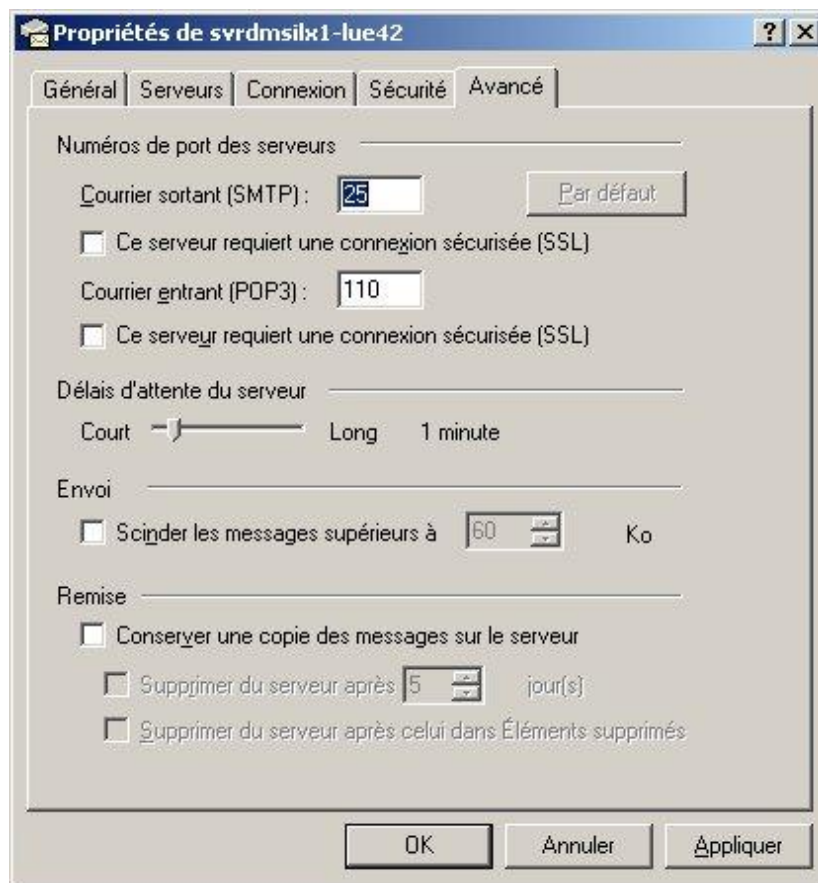 Propriétés de svrdmsilx1-lue42
Général Serveurs Connexion Sécurité Avancé
Numéros de port des serveurs
Courrier sortant (SMTP) : 25 Par défaut
Ce serveur requiert une connexion sécurisée (SSL)
Courrier entrant (POP3) : 110
Ce serveur requiert une connexion sécurisée (SSL)
Délais d'attente du serveur
Court Long 1 minute
Envoi
Scinder les messages supérieurs à 60 Ko
Remise
Conserver une copie des messages sur le serveur
Supprimer du serveur après 5 jour(s)
Supprimer du serveur après celui dans Éléments supprimés
OK Annuler Appliquer